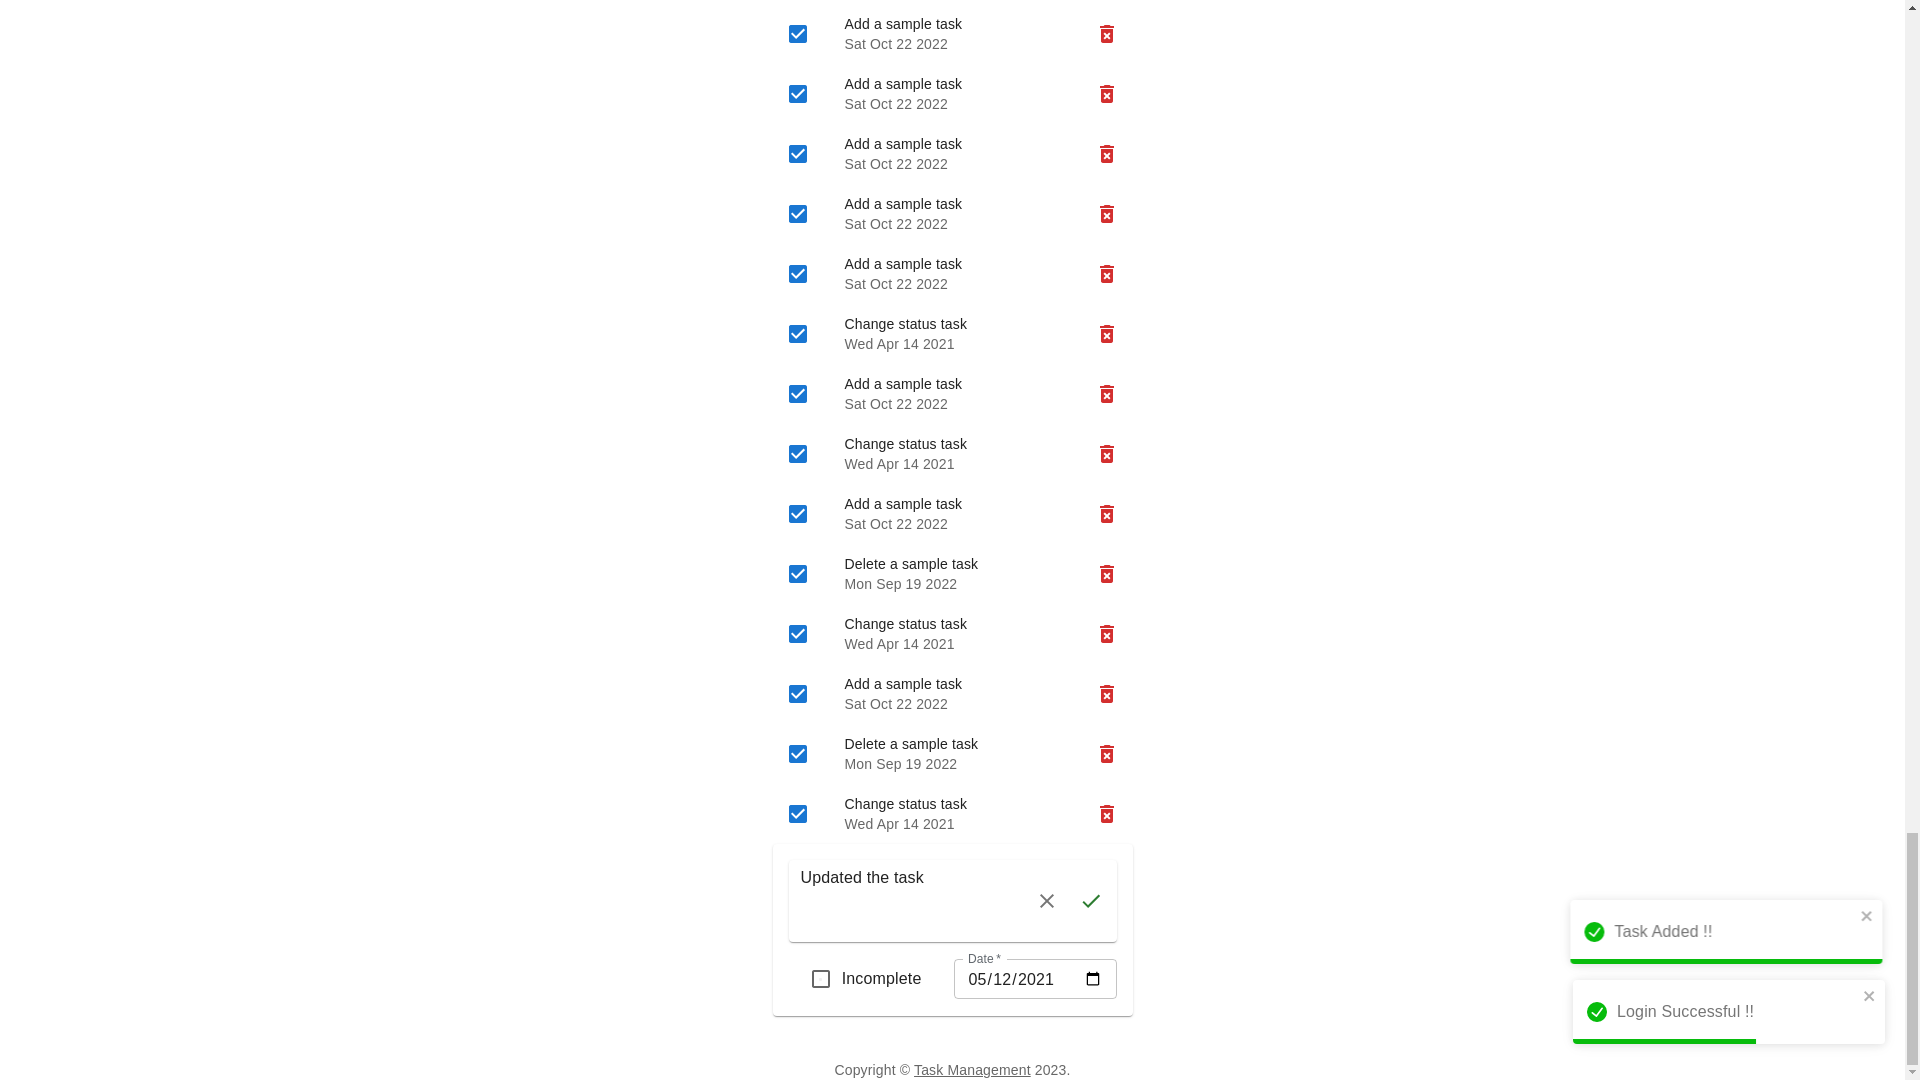 Add a sample task
Sat Oct 22 2022
Add a sample task
Sat Oct 22 2022
Add a sample task
Sat Oct 22 2022
Add a sample task
Sat Oct 22 2022
Add a sample task
Sat Oct 22 2022
Change status task
Wed Apr 14 2021
Add a sample task
Sat Oct 22 2022
Change status task
Wed Apr 14 2021
Add a sample task
Sat Oct 22 2022
Delete a sample task
Mon Sep 19 2022
Change status task
Wed Apr 14 2021
Add a sample task
Sat Oct 22 2022
Delete a sample task
Mon Sep 19 2022
Change status task
Wed Apr 14 2021
Updated the task
Incomplete
Date *
05/12/2021
Task Added !!
Login Successful !!
Copyright © Task Management 2023.